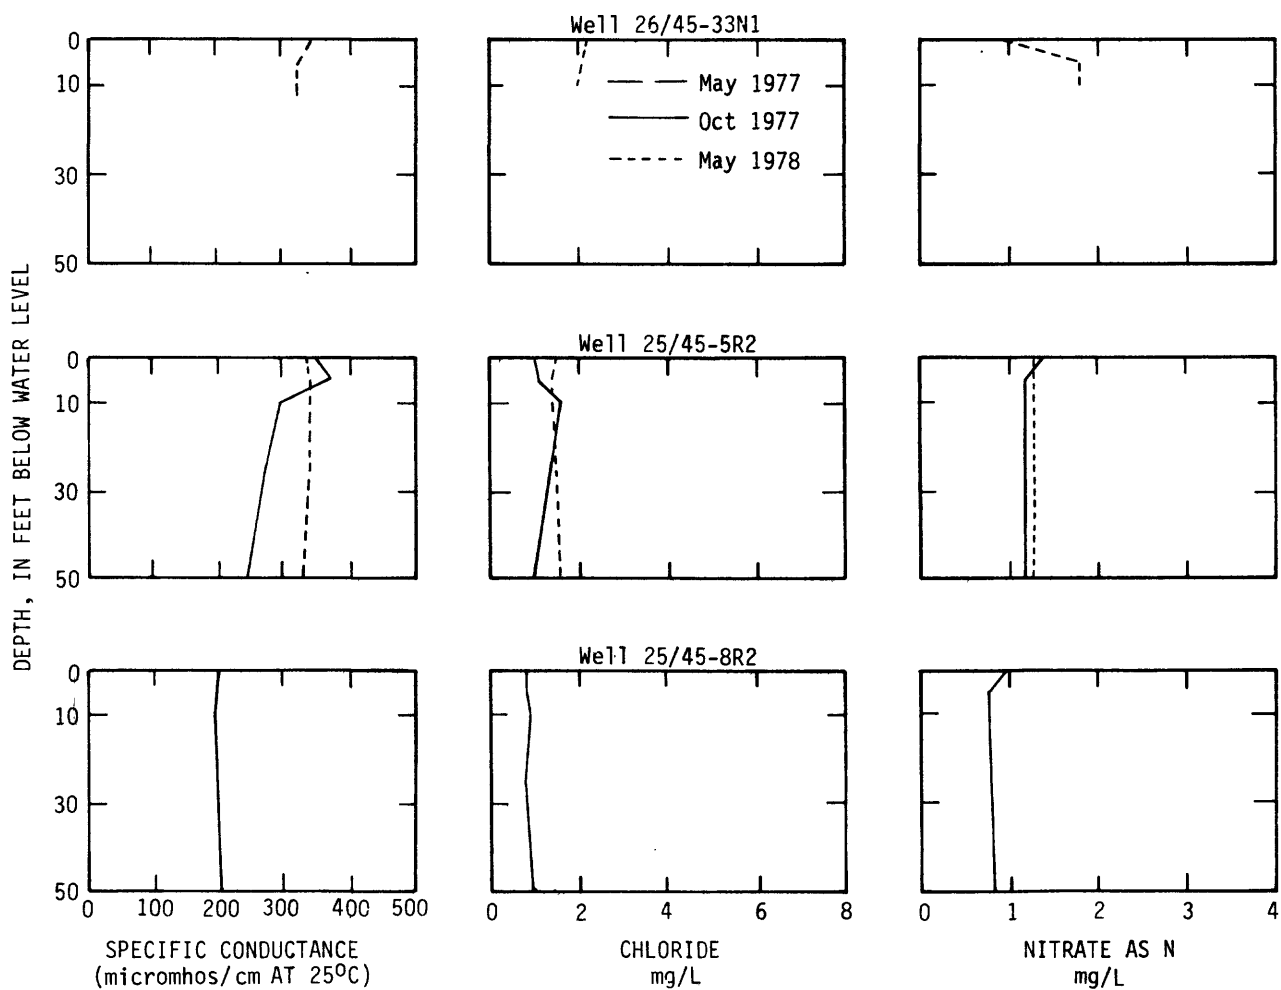 Well 26/45-33N1
0
10
30
50
May 1977
Oct 1977
May 1978
DEPTH, IN FEET BELOW WATER LEVEL
Well 25/45-5R2
0
10
30
50
Well 25/45-8R2
0
10
30
50
0 100 200 300 400 500
0 2 4 6 8
0 1 2 3 4
SPECIFIC CONDUCTANCE
(micromhos/cm AT 25°C)
CHLORIDE
mg/L
NITRATE AS N
mg/L